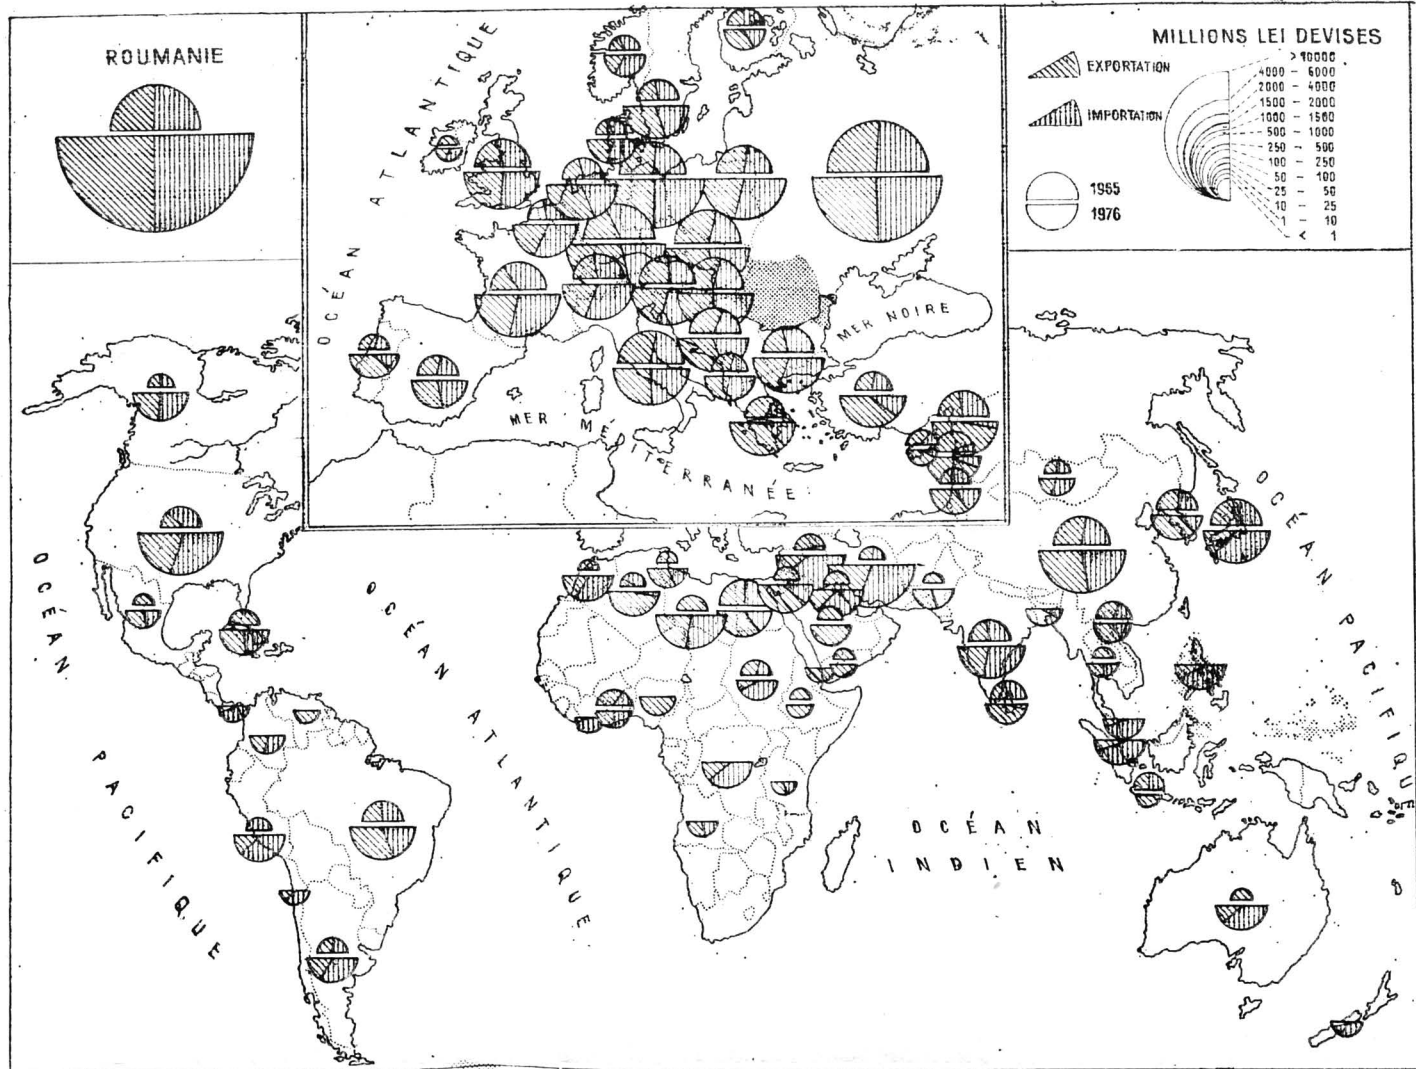 ROUMANIE
MILLIONS LEI DEVISES
EXPORTATION
IMPORTATION
1965
1976
> 10000
4000 – 6000
2000 – 4000
1500 – 2000
1000 – 1500
500 – 1000
250 – 500
100 – 250
50 – 100
25 – 50
10 – 25
1 – 10
< 1
OCÉAN ATLANTIQUE
MER NOIRE
MER MÉDITERRANÉE
OCÉAN PACIFIQUE
OCÉAN ATLANTIQUE
OCÉAN
INDIEN
OCÉAN PACIFIQUE